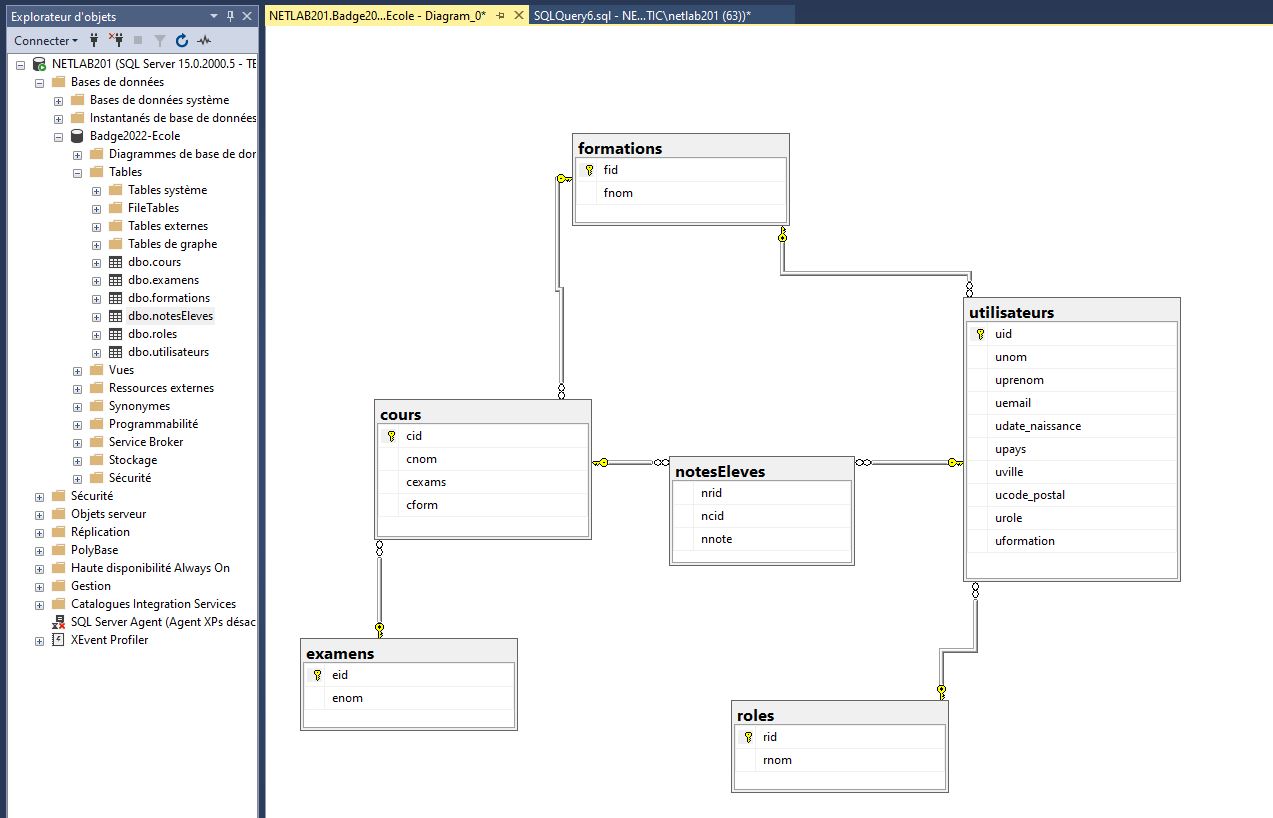 Explorateur d'objets
Connecter
NETLAB201 (SQL Server 15.0.2000.5 - TE
Bases de données
Bases de données système
Instantanés de base de données
Badge2022-Ecole
Diagrammes de base de dor
Tables
Tables système
FileTables
Tables externes
Tables de graphe
dbo.cours
dbo.examens
dbo.formations
dbo.notesEleves
dbo.roles
dbo.utilisateurs
Vues
Ressources externes
Synonymes
Programmabilité
Service Broker
Stockage
Sécurité
Sécurité
Objets serveur
Réplication
PolyBase
Haute disponibilité Always On
Gestion
Catalogues Integration Services
SQL Server Agent (Agent XPs désac
XEvent Profiler
NETLAB201.Badge20...Ecole - Diagram_0*
SQLQuery6.sql - NE...TIC\netlab201 (63))*
formations
fid
fnom
utilisateurs
uid
unom
uprenom
uemail
udate_naissance
upays
uville
ucode_postal
urole
uformation
cours
cid
cnom
cexams
cform
notesEleves
nrid
ncid
nnote
examens
eid
enom
roles
rid
rnom